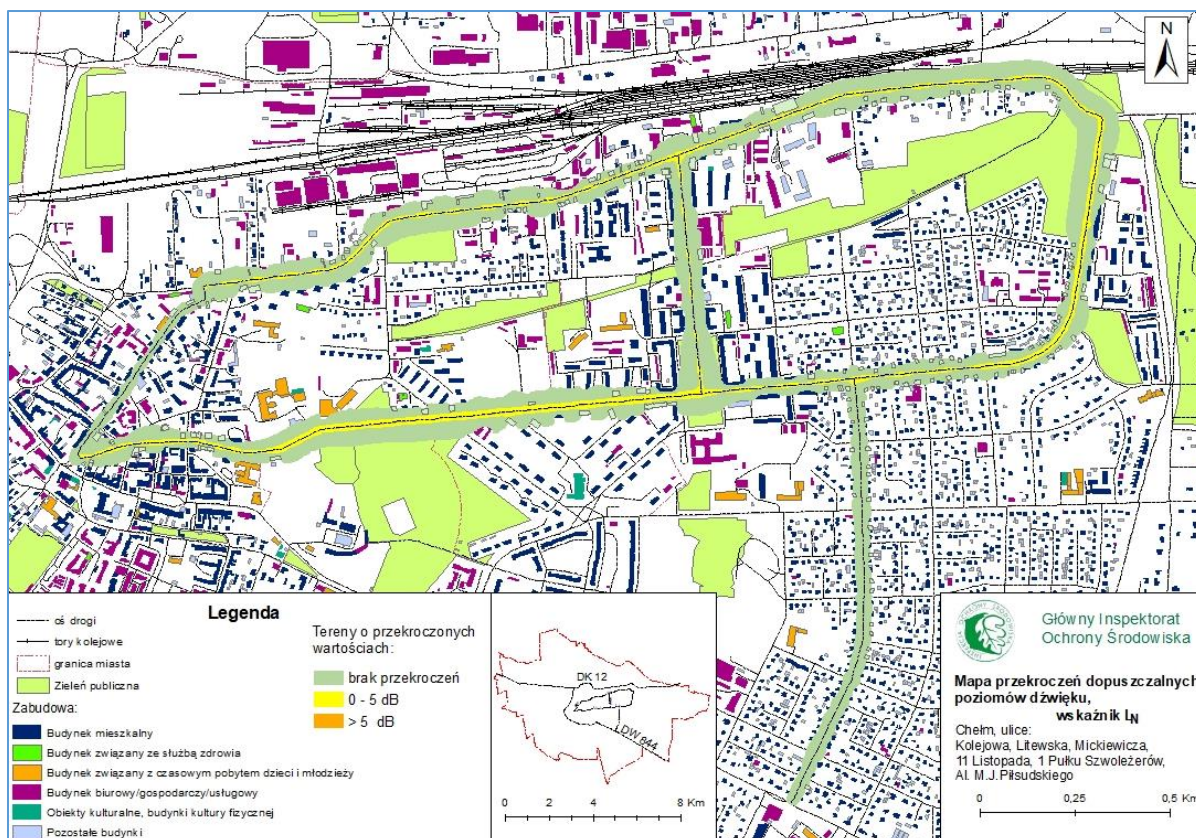 N
Legenda
oś drogi
tory kolejowe
granica miasta
Zieleń publiczna
Zabudowa:
Budynek mieszkalny
Budynek związany ze służbą zdrowia
Budynek związany z czasowym pobytem dzieci i młodzieży
Budynek biurowy/gospodarczy/usługowy
Obiekty kulturalne, budynki kultury fizycznej
Pozostałe budynki
Tereny o przekroczonych
wartościach:
brak przekroczeń
0 - 5 dB
> 5 dB
DK 12
LDW 844
0 2 4 8 Km
Główny Inspektorat
Ochrony Środowiska
Mapa przekroczeń dopuszczalnych
poziomów dźwięku,
wskaźnik LN
Chełm, ulice:
Kolejowa, Litewska, Mickiewicza,
11 Listopada, 1 Pułku Szwoleżerów,
Al. M.J.Piłsudskiego
0 0,25 0,5 Km